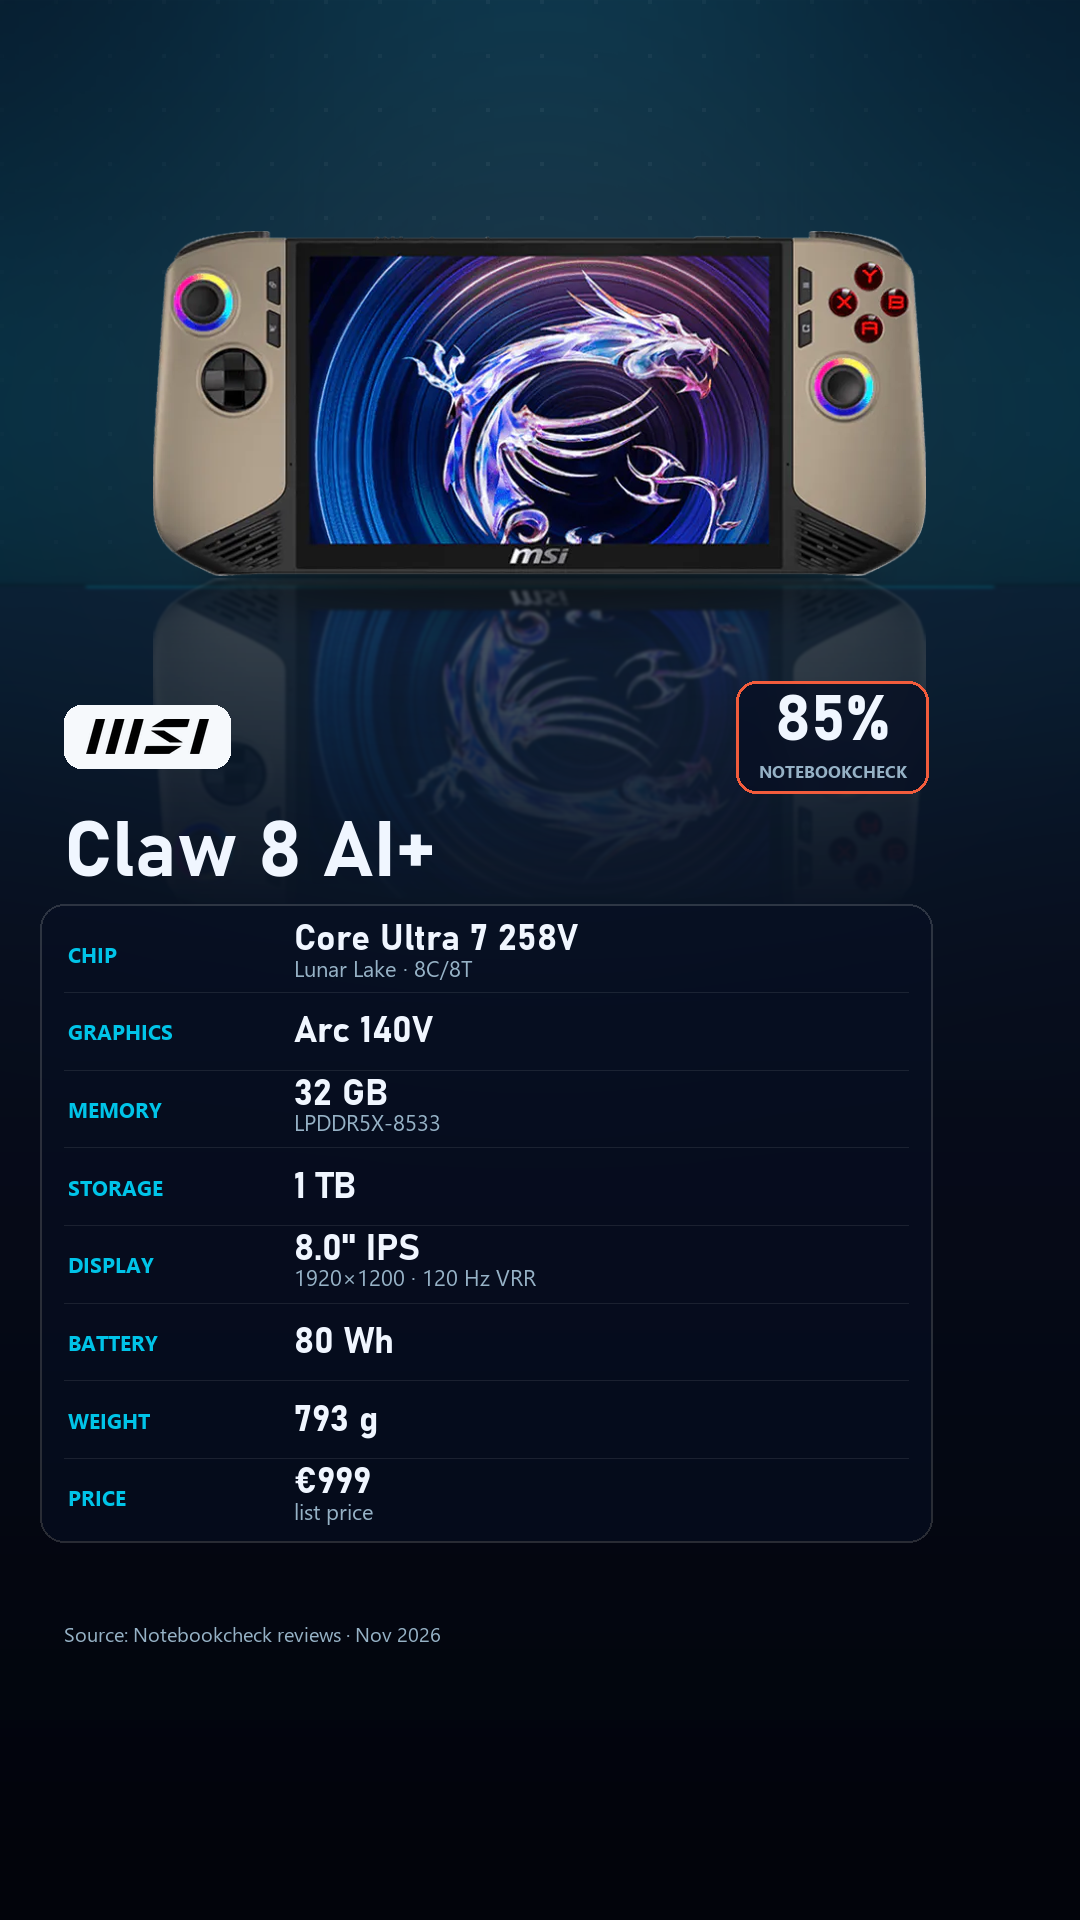 Y
X
B
A
msi
msi
85%
NOTEBOOKCHECK
Claw 8 AI+
CHIP
Core Ultra 7 258V
Lunar Lake · 8C/8T
GRAPHICS
Arc 140V
MEMORY
32 GB
LPDDR5X-8533
STORAGE
1 TB
DISPLAY
8.0" IPS
1920×1200 · 120 Hz VRR
BATTERY
80 Wh
WEIGHT
793 g
PRICE
€999
list price
Source: Notebookcheck reviews · Nov 2026